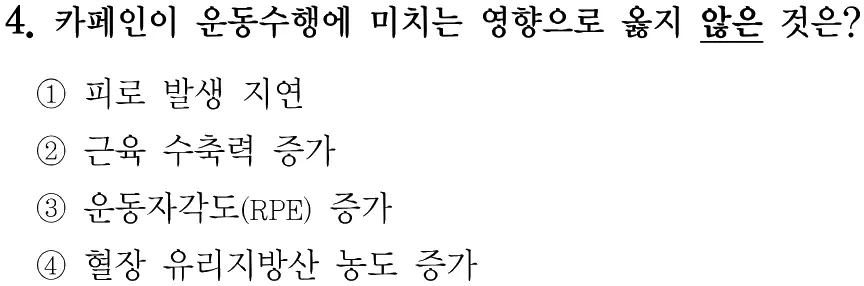 4. 카페인이 운동수행에 미치는 영향으로 옳지 않은 것은?
① 피로 발생 지연
② 근육 수축력 증가
③ 운동자각도(RPE) 증가
④ 혈장 유리지방산 농도 증가